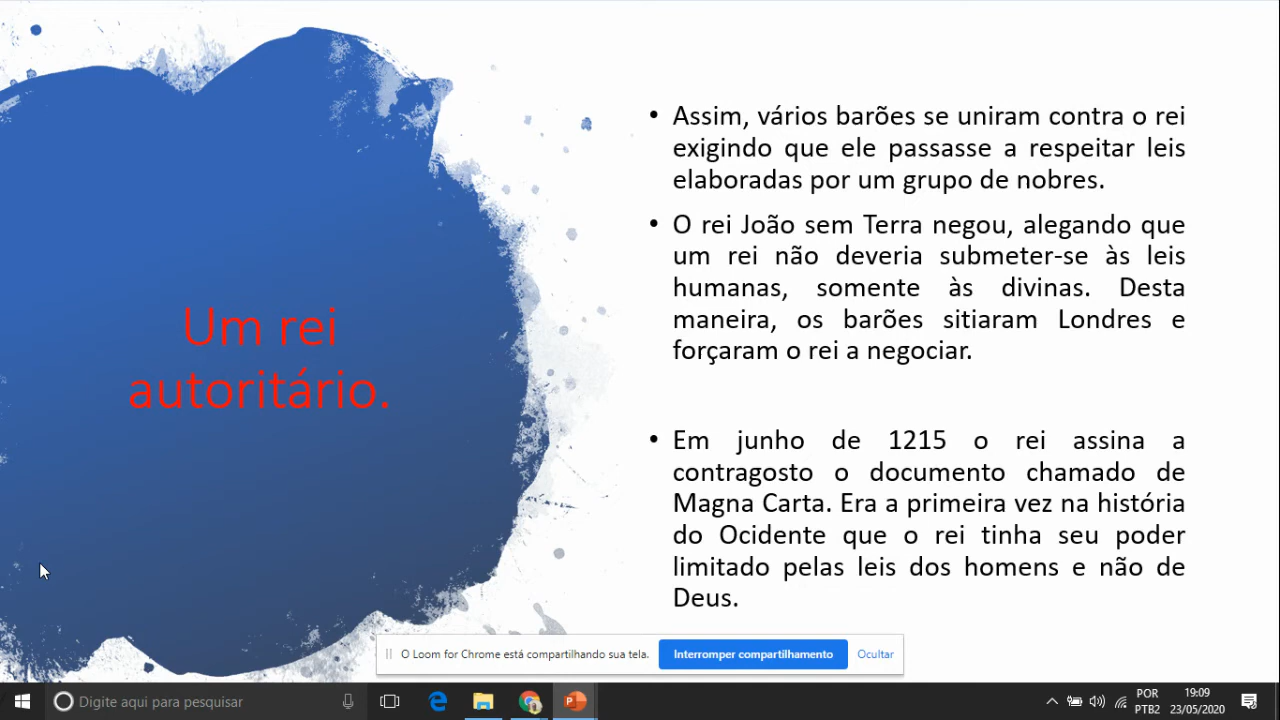 Um rei
autoritário.
• Assim, vários barões se uniram contra o rei
exigindo que ele passasse a respeitar leis
elaboradas por um grupo de nobres.
• O rei João sem Terra negou, alegando que
um rei não deveria submeter-se às leis
humanas, somente às divinas. Desta
maneira, os barões sitiaram Londres e
forçaram o rei a negociar.
• Em junho de 1215 o rei assina a
contragosto o documento chamado de
Magna Carta. Era a primeira vez na história
do Ocidente que o rei tinha seu poder
limitado pelas leis dos homens e não de
Deus.
O Loom for Chrome está compartilhando sua tela. Interromper compartilhamento Ocultar
Digite aqui para pesquisar
POR
PTB2
19:09
23/05/2020